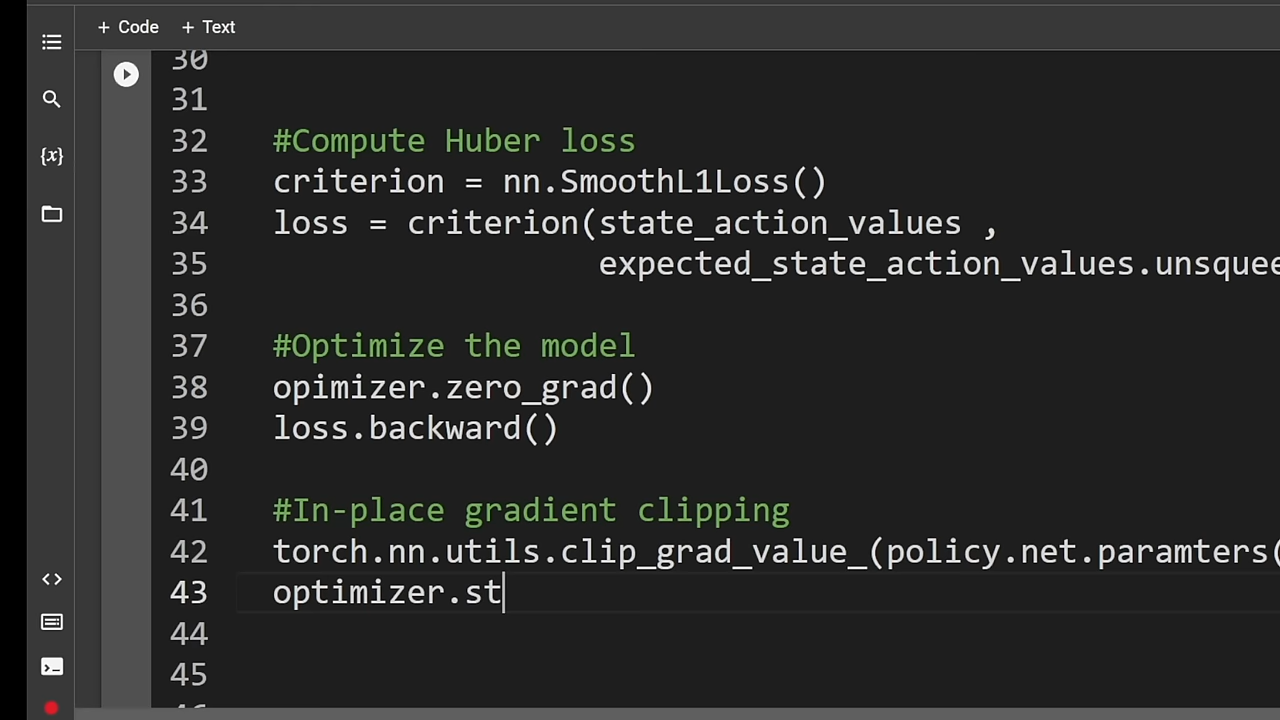 + Code + Text
30
31
32 #Compute Huber loss
33 criterion = nn.SmoothL1Loss()
34 loss = criterion(state_action_values ,
35 expected_state_action_values.unsquee
36
37 #Optimize the model
38 opimizer.zero_grad()
39 loss.backward()
40
41 #In-place gradient clipping
42 torch.nn.utils.clip_grad_value_(policy.net.paramters(
43 optimizer.st
44
45